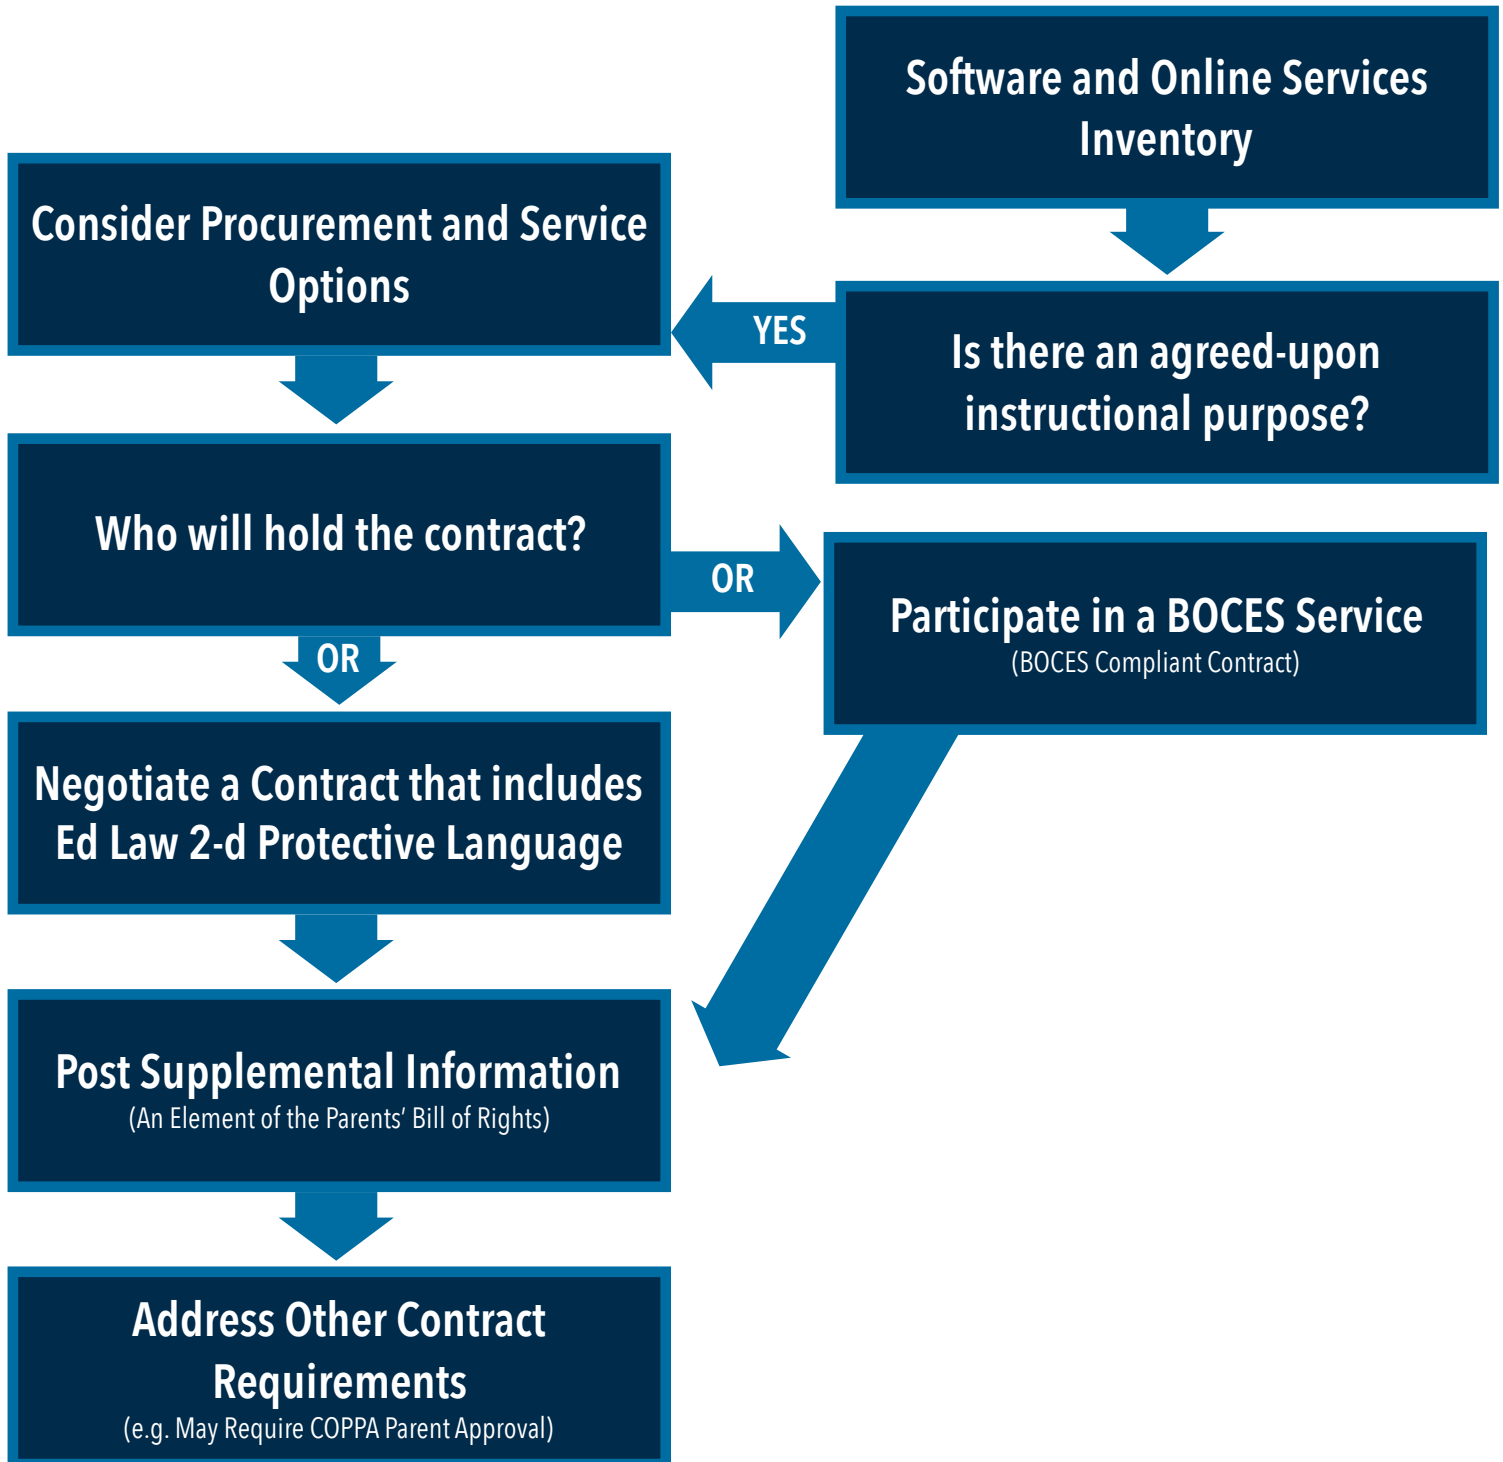 Software and Online Services
Inventory
Is there an agreed-upon
instructional purpose?
YES
Consider Procurement and Service
Options
Who will hold the contract?
OR
Participate in a BOCES Service
(BOCES Compliant Contract)
OR
Negotiate a Contract that includes
Ed Law 2-d Protective Language
Post Supplemental Information
(An Element of the Parents’ Bill of Rights)
Address Other Contract
Requirements
(e.g. May Require COPPA Parent Approval)